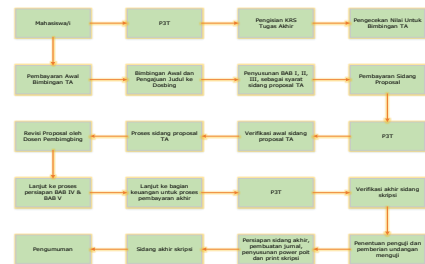 Mahasiswa/i
P3T
Pengisian KRS
Tugas Akhir
Pengecekan Nilai Untuk
Bimbingan TA
Pembayaran Awal
Bimbingan TA
Bimbingan Awal dan
Pengajuan Judul ke
Dosbing
Penyusunan BAB I, II,
III, sebagai syarat
sidang proposal TA
Pembayaran Sidang
Proposal
Revisi Proposal oleh
Dosen Pembimgbing
Proses sidang proposal
TA
Verifikasi awal sidang
proposal TA
P3T
Lanjut ke proses
persiapan BAB IV &
BAB V
Lanjut ke bagian
keuangan untuk proses
pembayaran akhir
P3T
Verifikasi akhir sidang
skripsi
Pengumuman
Sidang akhir skripsi
Persiapan sidang akhir,
pembuatan jurnal,
penyusunan power poit
dan print skripsi
Penentuan penguji dan
pemberian undangan
menguji